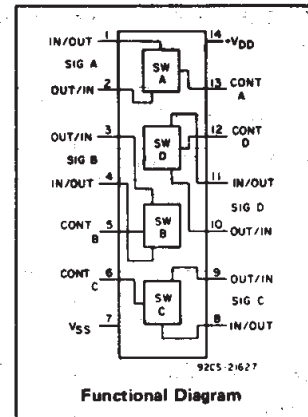 IN/OUT 1
SIG A
OUT/IN 2
OUT/IN 3
SIG B
IN/OUT 4
CONT B 5
CONT C 6
VSS 7
SW A
SW D
SW B
SW C
14 +VDD
13 CONT A
12 CONT D
11 IN/OUT
SIG D
10 OUT/IN
9 OUT/IN
SIG C
8 IN/OUT
92CS-21627
Functional Diagram